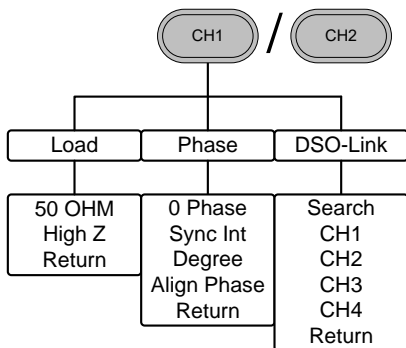 CH1 / CH2
Load Phase DSO-Link
50 OHM
High Z
Return
0 Phase
Sync Int
Degree
Align Phase
Return
Search
CH1
CH2
CH3
CH4
Return